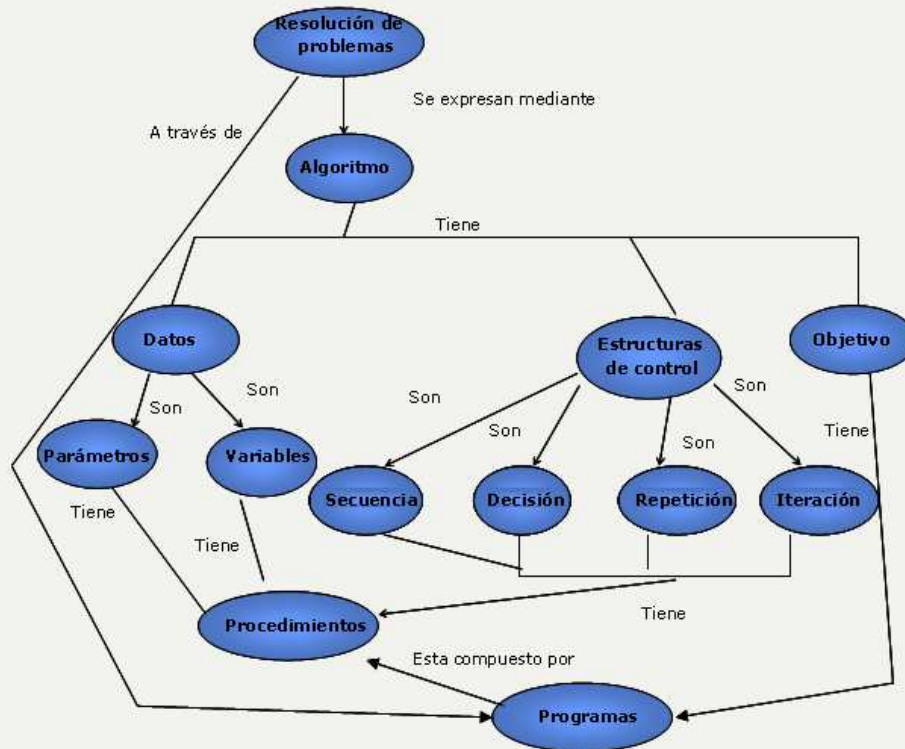 Resolución de
problemas
Se expresan mediante
A través de
Algoritmo
Tiene
Datos
Estructuras
de control
Objetivo
Son
Son
Son
Son
Son
Son
Tiene
Parámetros
Variables
Secuencia
Decisión
Repetición
Iteración
Tiene
Tiene
Procedimientos
Tiene
Esta compuesto por
Programas